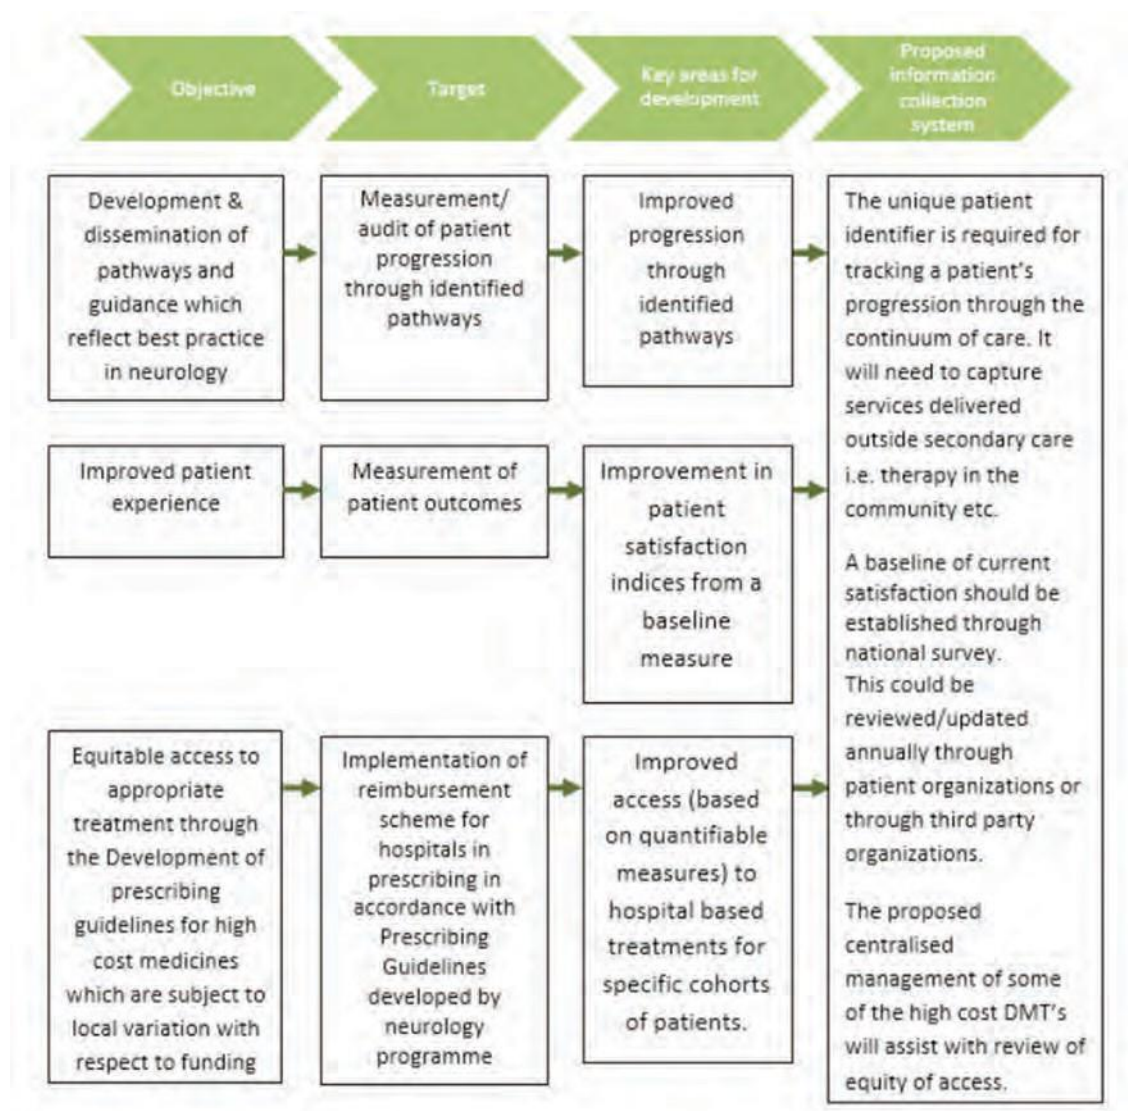 Objective
Target
Key areas for
development
Proposed
information
collection
system
Development &
dissemination of
pathways and
guidance which
reflect best practice
in neurology
Measurement/
audit of patient
progression
through identified
pathways
Improved
progression
through
identified
pathways
The unique patient
identifier is required for
tracking a patient's
progression through the
continuum of care. It
will need to capture
services delivered
outside secondary care
i.e. therapy in the
community etc.
Improved patient
experience
Measurement of
patient outcomes
Improvement in
patient
satisfaction
indices from a
baseline
measure
A baseline of current
satisfaction should be
established through
national survey.
This could be
reviewed/updated
annually through
patient organizations or
through third party
organizations.
Equitable access to
appropriate
treatment through
the Development of
prescribing
guidelines for high
cost medicines
which are subject to
local variation with
respect to funding
Implementation of
reimbursement
scheme for
hospitals in
prescribing in
accordance with
Prescribing
Guidelines
developed by
neurology
programme
Improved
access (based
on quantifiable
measures) to
hospital based
treatments for
specific cohorts
of patients.
The proposed
centralised
management of some
of the high cost DMT's
will assist with review of
equity of access.